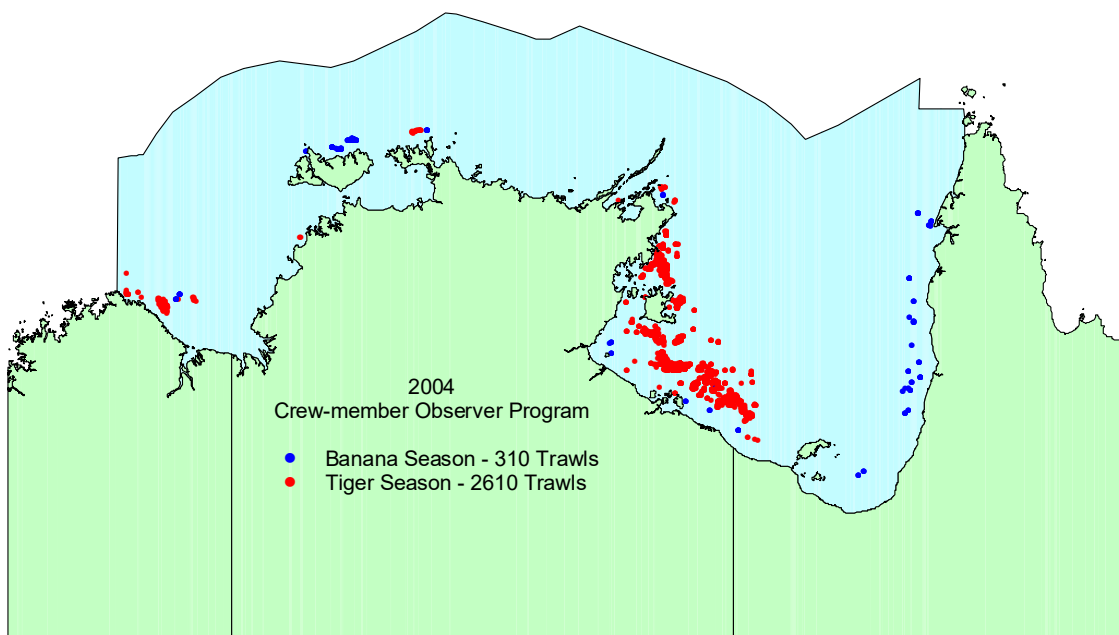 2004
Crew-member Observer Program
Banana Season - 310 Trawls
Tiger Season - 2610 Trawls